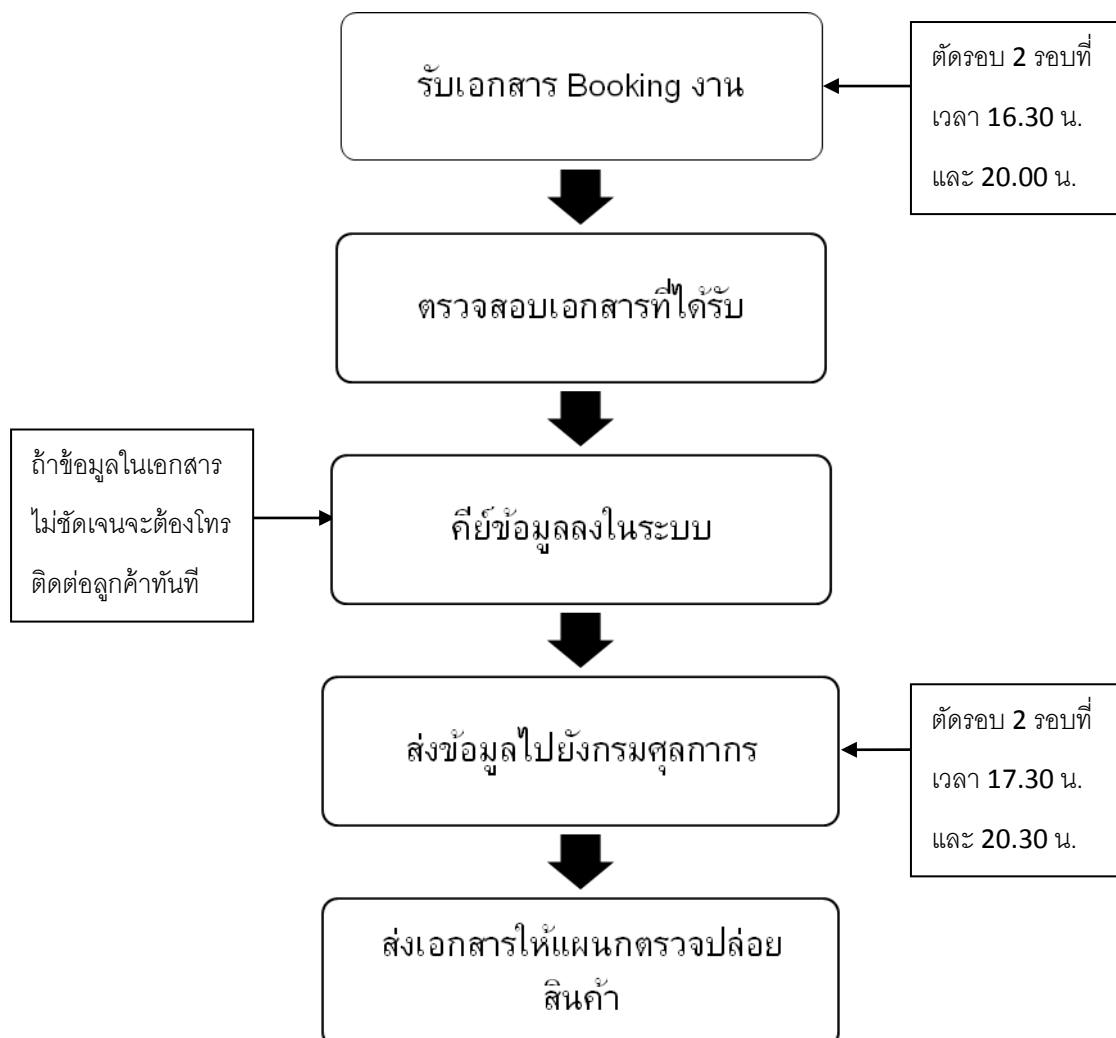 รับเอกสาร Booking งาน
ตัดรอบ 2 รอบที่
เวลา 16.30 น.
และ 20.00 น.
ตรวจสอบเอกสารที่ได้รับ
ถ้าข้อมูลในเอกสาร
ไม่ชัดเจนจะต้องโทร
ติดต่อลูกค้าทันที
คีย์ข้อมูลลงในระบบ
ส่งข้อมูลไปยังกรมศุลกากร
ตัดรอบ 2 รอบที่
เวลา 17.30 น.
และ 20.30 น.
ส่งเอกสารให้แผนกตรวจปล่อย
สินค้า